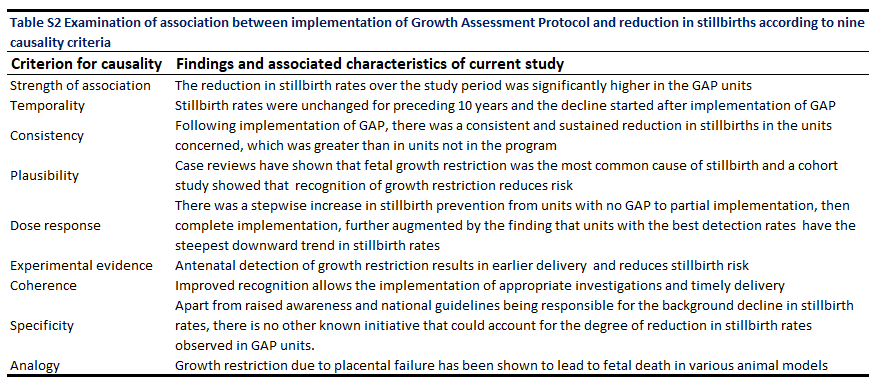 Table S2 Examination of association between implementation of Growth Assessment Protocol and reduction in stillbirths according to nine
causality criteria
Criterion for causality Findings and associated characteristics of current study
Strength of association The reduction in stillbirth rates over the study period was significantly higher in the GAP units
Temporality Stillbirth rates were unchanged for preceding 10 years and the decline started after implementation of GAP
Consistency Following implementation of GAP, there was a consistent and sustained reduction in stillbirths in the units
concerned, which was greater than in units not in the program
Plausibility Case reviews have shown that fetal growth restriction was the most common cause of stillbirth and a cohort
study showed that recognition of growth restriction reduces risk
Dose response There was a stepwise increase in stillbirth prevention from units with no GAP to partial implementation, then
complete implementation, further augmented by the finding that units with the best detection rates have the
steepest downward trend in stillbirth rates
Experimental evidence Antenatal detection of growth restriction results in earlier delivery and reduces stillbirth risk
Coherence Improved recognition allows the implementation of appropriate investigations and timely delivery
Specificity Apart from raised awareness and national guidelines being responsible for the background decline in stillbirth
rates, there is no other known initiative that could account for the degree of reduction in stillbirth rates
observed in GAP units.
Analogy Growth restriction due to placental failure has been shown to lead to fetal death in various animal models